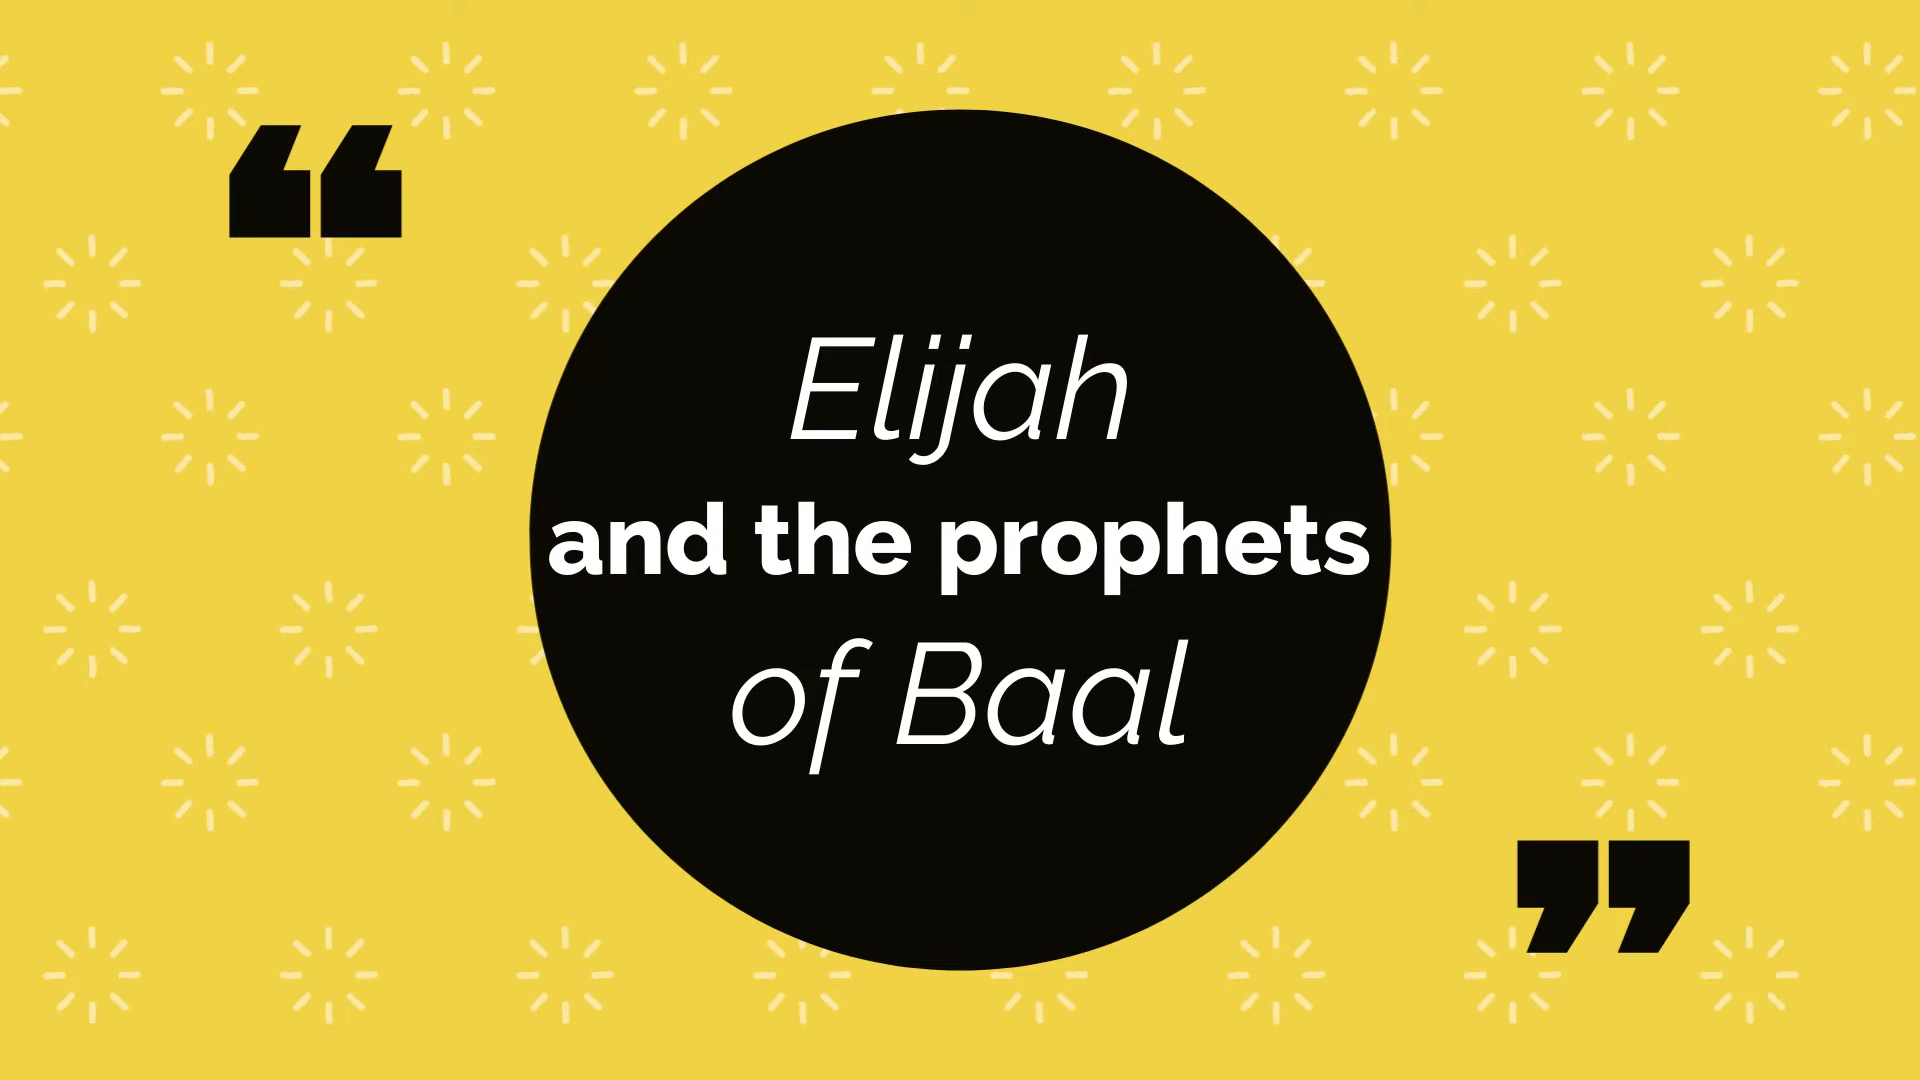 “
Elijah
and the prophets
of Baal
”